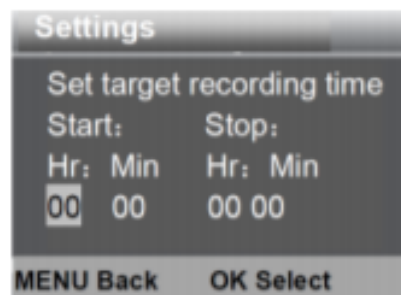 Settings
Set target recording time
Start: Stop:
Hr: Min Hr: Min
00 00 00 00
MENU Back OK Select